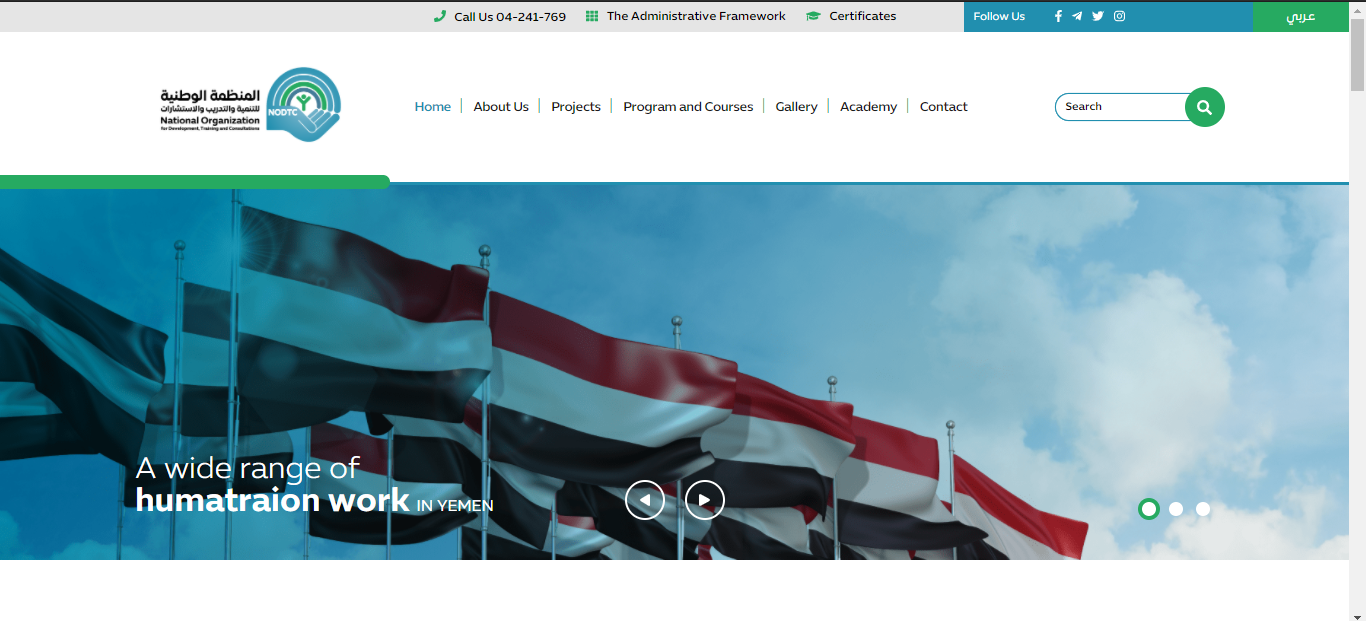 Call Us 04-241-769 The Administrative Framework Certificates Follow Us عربي
المنظمة الوطنية
للتنمية والتدريب والاستشارات
National Organization
for Development, Training and Consultations
NODTC
Home About Us Projects Program and Courses Gallery Academy Contact
Search
A wide range of
humatraion work IN YEMEN